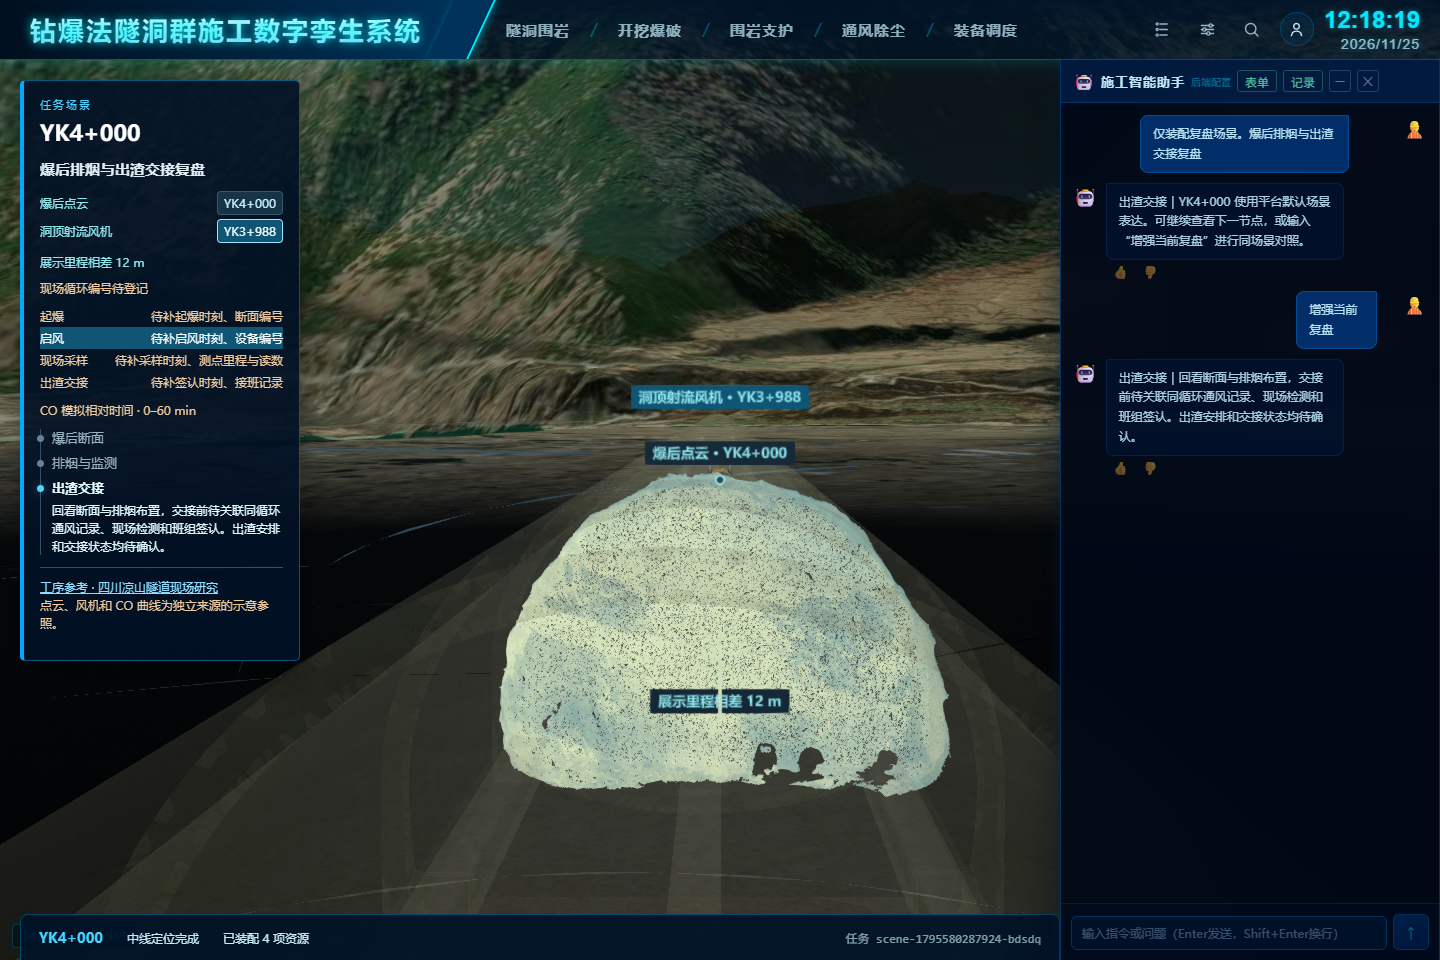 钻爆法隧洞群施工数字孪生系统
隧洞围岩 / 开挖爆破 / 围岩支护 / 通风除尘 / 装备调度
12:18:19
2026/11/25
任务场景
YK4+000
爆后排烟与出渣交接复盘
爆后点云 YK4+000
洞顶射流风机 YK3+988
展示里程相差 12 m
现场循环编号待登记
起爆 待补起爆时刻、断面编号
启风 待补启风时刻、设备编号
现场采样 待补采样时刻、测点里程与读数
出渣交接 待补签认时刻、接班记录
CO 模拟相对时间 · 0–60 min
爆后断面
排烟与监测
出渣交接
回看断面与排烟布置，交接前待关联同循环
通风记录、现场检测和班组签认。出渣安排
和交接状态均待确认。
工序参考 · 四川凉山隧道现场研究
点云、风机和 CO 曲线为独立来源的示意参
照。
洞顶射流风机 • YK3+988
爆后点云 • YK4+000
展示里程相差 12 m
YK4+000 中线定位完成 已装配 4 项资源
任务 scene-1795580287924-bdsdq
施工智能助手 后端配置 表单 记录
仅装配复盘场景。爆后排烟与出渣
交接复盘
出渣交接 | YK4+000 使用平台默认场景
表达。可继续查看下一节点，或输入
“增强当前复盘”进行同场景对照。
增强当前
复盘
出渣交接 | 回看断面与排烟布置，交接
前待关联同循环通风记录、现场检测和
班组签认。出渣安排和交接状态均待确
认。
输入指令或问题（Enter发送，Shift+Enter换行）